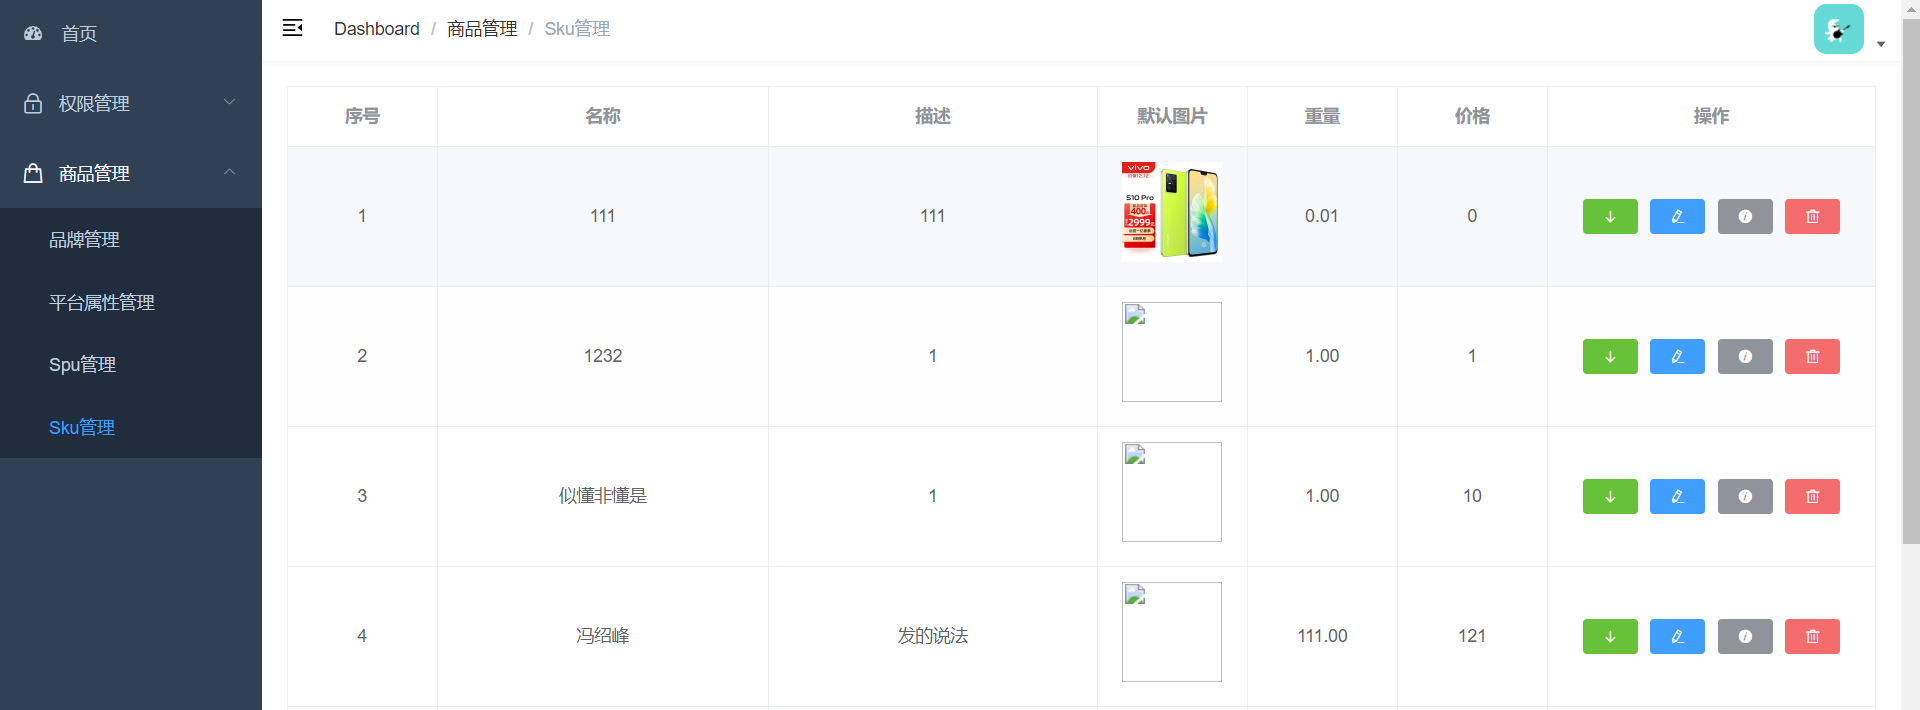 首页
权限管理
商品管理
品牌管理
平台属性管理
Spu管理
Sku管理
Dashboard / 商品管理 / Sku管理
序号 名称 描述 默认图片 重量 价格 操作
1 111 111 0.01 0
vivo
S10 Pro
400
2999
2 1232 1 1.00 1
3 似懂非懂是 1 1.00 10
4 冯绍峰 发的说法 111.00 121